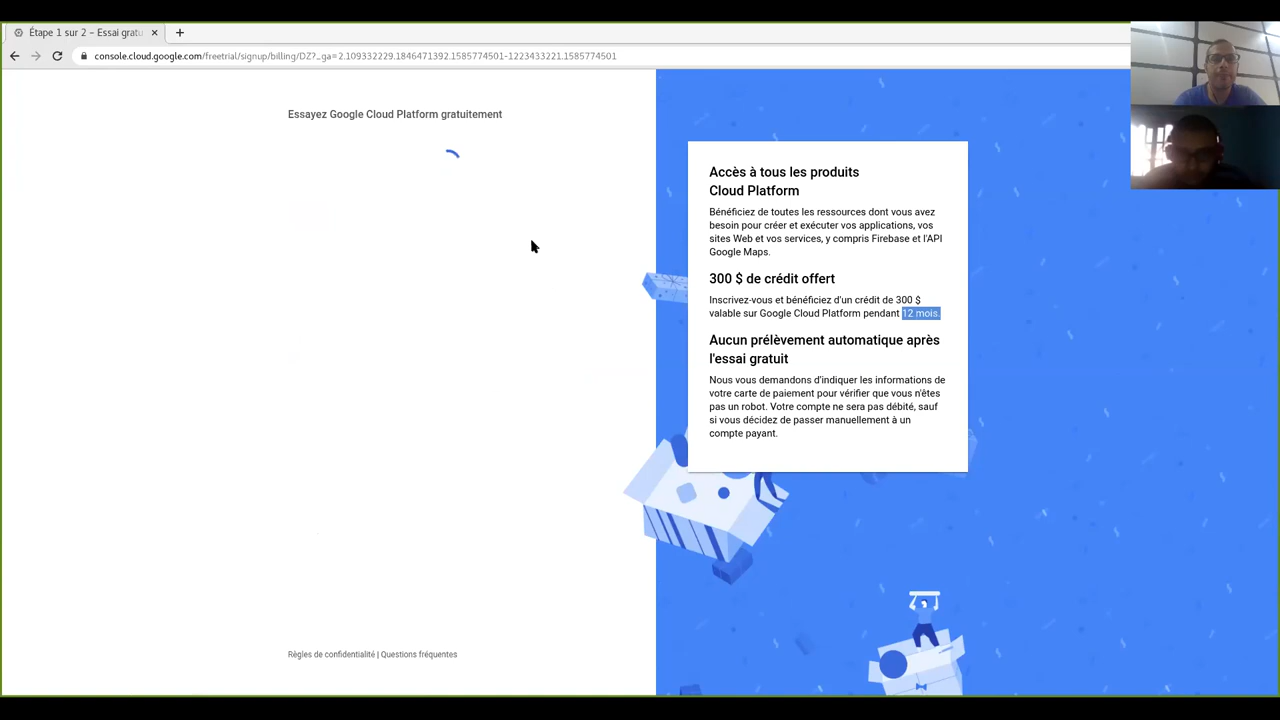 Étape 1 sur 2 – Essai gratu
console.cloud.google.com/freetrial/signup/billing/DZ?_ga=2.109332229.1846471392.1585774501-1223433221.1585774501
Essayez Google Cloud Platform gratuitement
Accès à tous les produits
Cloud Platform
Bénéficiez de toutes les ressources dont vous avez
besoin pour créer et exécuter vos applications, vos
sites Web et vos services, y compris Firebase et l'API
Google Maps.
300 $ de crédit offert
Inscrivez-vous et bénéficiez d'un crédit de 300 $
valable sur Google Cloud Platform pendant 12 mois.
Aucun prélèvement automatique après
l'essai gratuit
Nous vous demandons d'indiquer les informations de
votre carte de paiement pour vérifier que vous n'êtes
pas un robot. Votre compte ne sera pas débité, sauf
si vous décidez de passer manuellement à un
compte payant.
Règles de confidentialité | Questions fréquentes